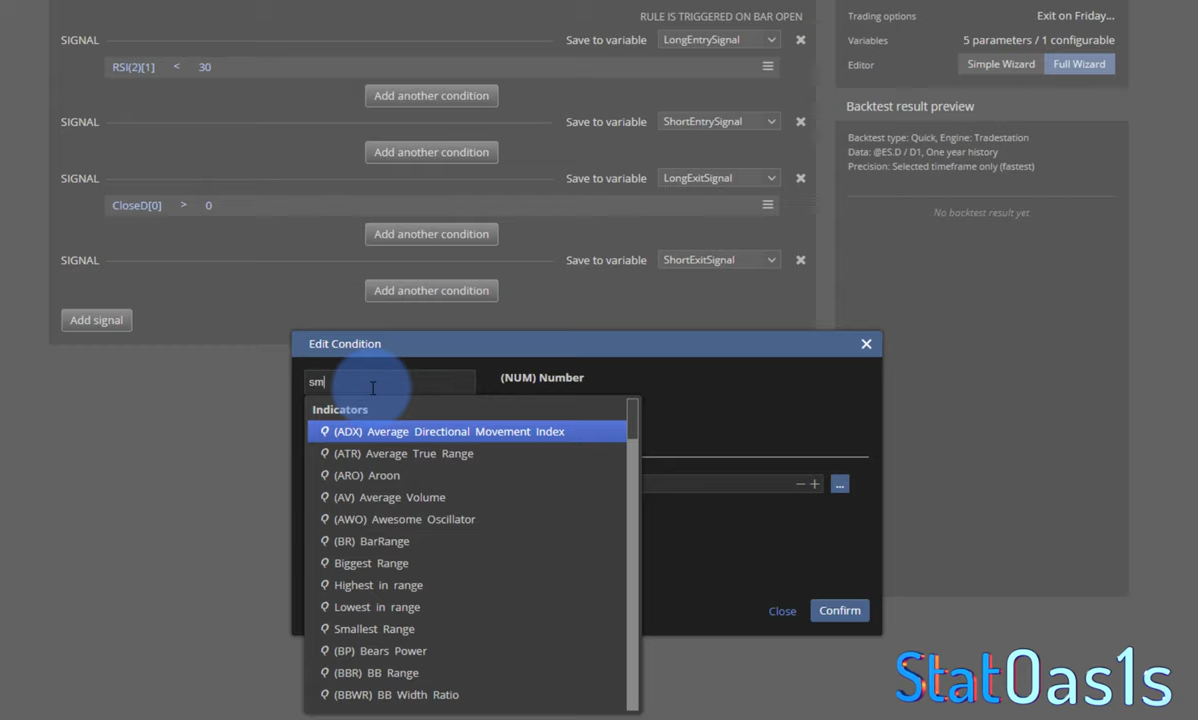 RULE IS TRIGGERED ON BAR OPEN
SIGNAL Save to variable LongEntrySignal
RSI(2)[1] < 30
Add another condition
SIGNAL Save to variable ShortEntrySignal
Add another condition
SIGNAL Save to variable LongExitSignal
CloseD[0] > 0
Add another condition
SIGNAL Save to variable ShortExitSignal
Add another condition
Add signal
Trading options Exit on Friday...
Variables 5 parameters / 1 configurable
Editor Simple Wizard Full Wizard
Backtest result preview
Backtest type: Quick, Engine: Tradestation
Data: @ES.D / D1, One year history
Precision: Selected timeframe only (fastest)
No backtest result yet
Edit Condition
sm
(NUM) Number
Indicators
(ADX) Average Directional Movement Index
(ATR) Average True Range
(ARO) Aroon
(AV) Average Volume
(AWO) Awesome Oscillator
(BR) BarRange
Biggest Range
Highest in range
Lowest in range
Smallest Range
(BP) Bears Power
(BBR) BB Range
(BBWR) BB Width Ratio
...
Close Confirm
StatOas1s